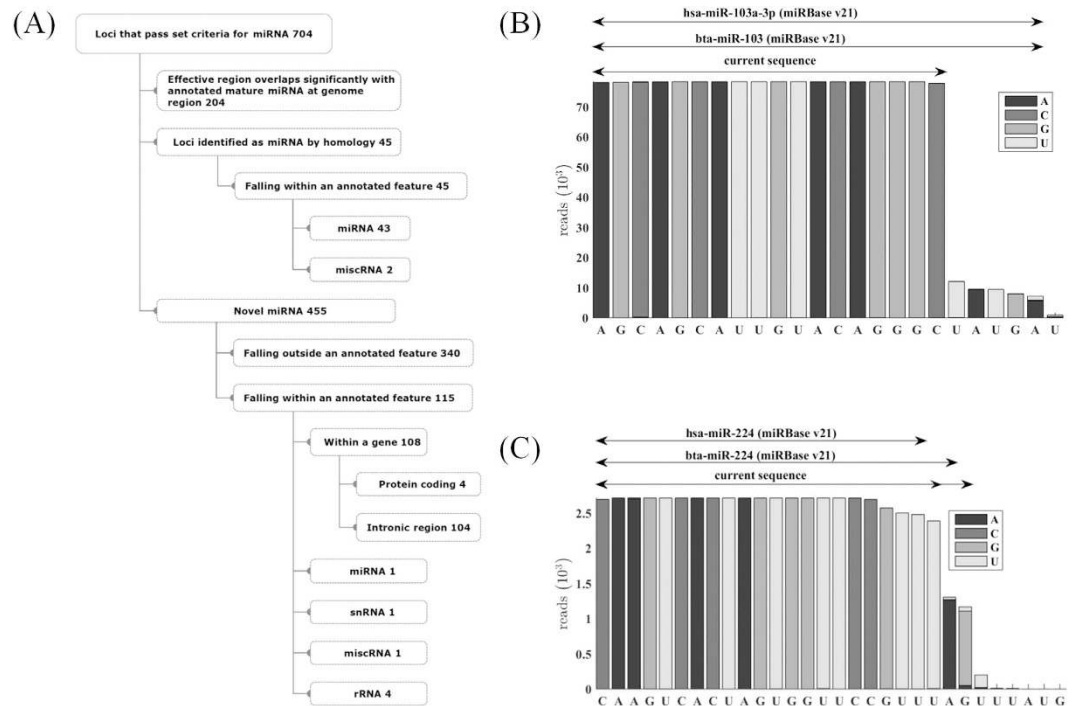 (A)
Loci that pass set criteria for miRNA 704
Effective region overlaps significantly with
annotated mature miRNA at genome
region 204
Loci identified as miRNA by homology 45
Falling within an annotated feature 45
miRNA 43
miscRNA 2
Novel miRNA 455
Falling outside an annotated feature 340
Falling within an annotated feature 115
Within a gene 108
Protein coding 4
Intronic region 104
miRNA 1
snRNA 1
miscRNA 1
rRNA 4
(B)
hsa-miR-103a-3p (miRBase v21)
bta-miR-103 (miRBase v21)
current sequence
A
C
G
U
reads (10³)
70
60
50
40
30
20
10
0
A G C A G C A U U G U A C A G G G C U A U G A U
(C)
hsa-miR-224 (miRBase v21)
bta-miR-224 (miRBase v21)
current sequence
A
C
G
U
reads (10³)
2.5
2
1.5
1
0.5
0
C A A G U C A C U A G U G G U U C C G U U U A G U U U A U G